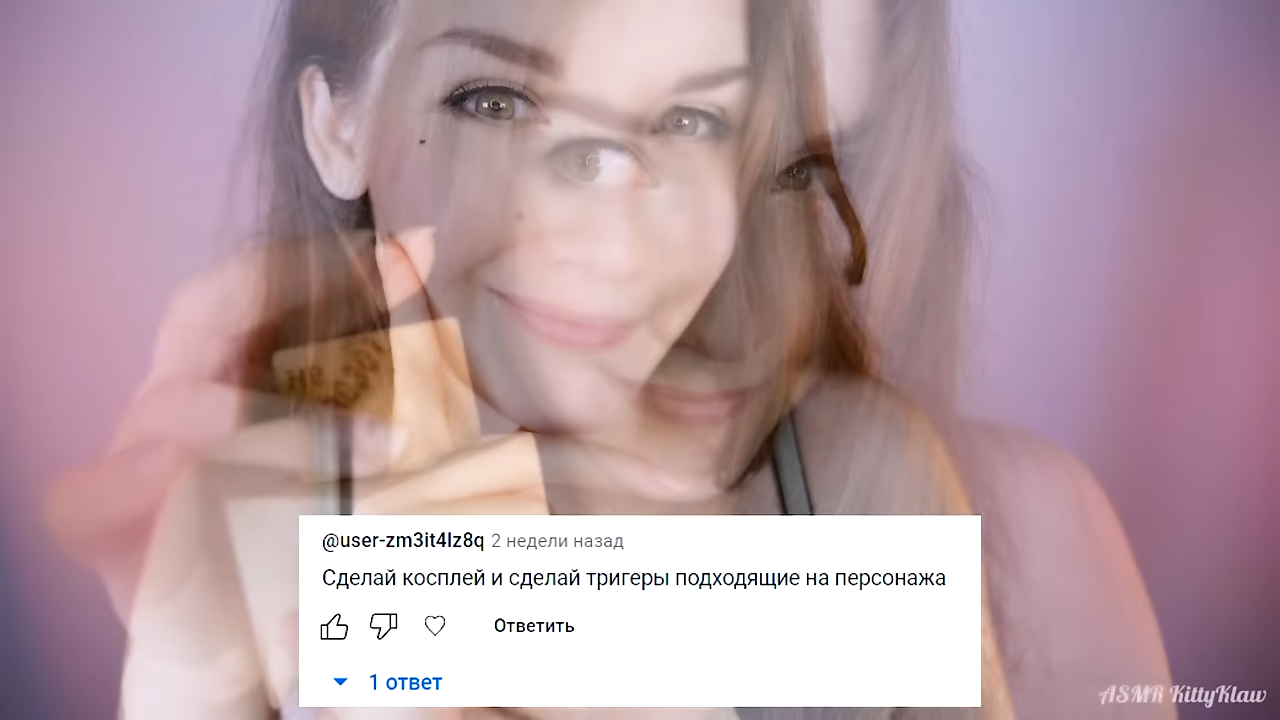 @user-zm3it4lz8q 2 недели назад
Сделай косплей и сделай тригеры подходящие на персонажа
Ответить
1 ответ
ASMR KittyKlaw